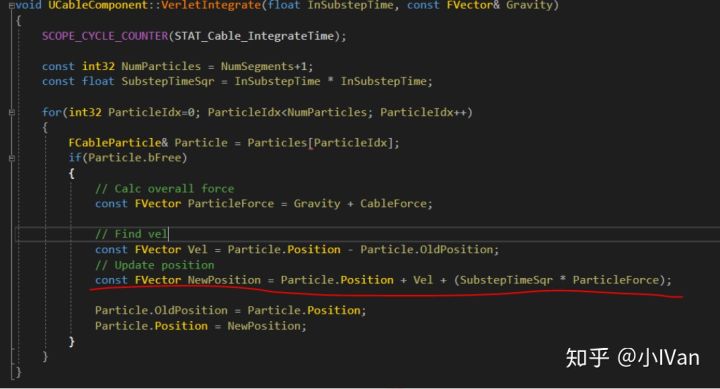 void UCableComponent::VerletIntegrate(float InSubstepTime, const FVector& Gravity)
{
SCOPE_CYCLE_COUNTER(STAT_Cable_IntegrateTime);
const int32 NumParticles = NumSegments+1;
const float SubstepTimeSqr = InSubstepTime * InSubstepTime;
for(int32 ParticleIdx=0; ParticleIdx<NumParticles; ParticleIdx++)
{
FCableParticle& Particle = Particles[ParticleIdx];
if(Particle.bFree)
{
// Calc overall force
const FVector ParticleForce = Gravity + CableForce;
// Find vel
const FVector Vel = Particle.Position - Particle.OldPosition;
// Update position
const FVector NewPosition = Particle.Position + Vel + (SubstepTimeSqr * ParticleForce);
Particle.OldPosition = Particle.Position;
Particle.Position = NewPosition;
}
}
}
知乎 @小IVan